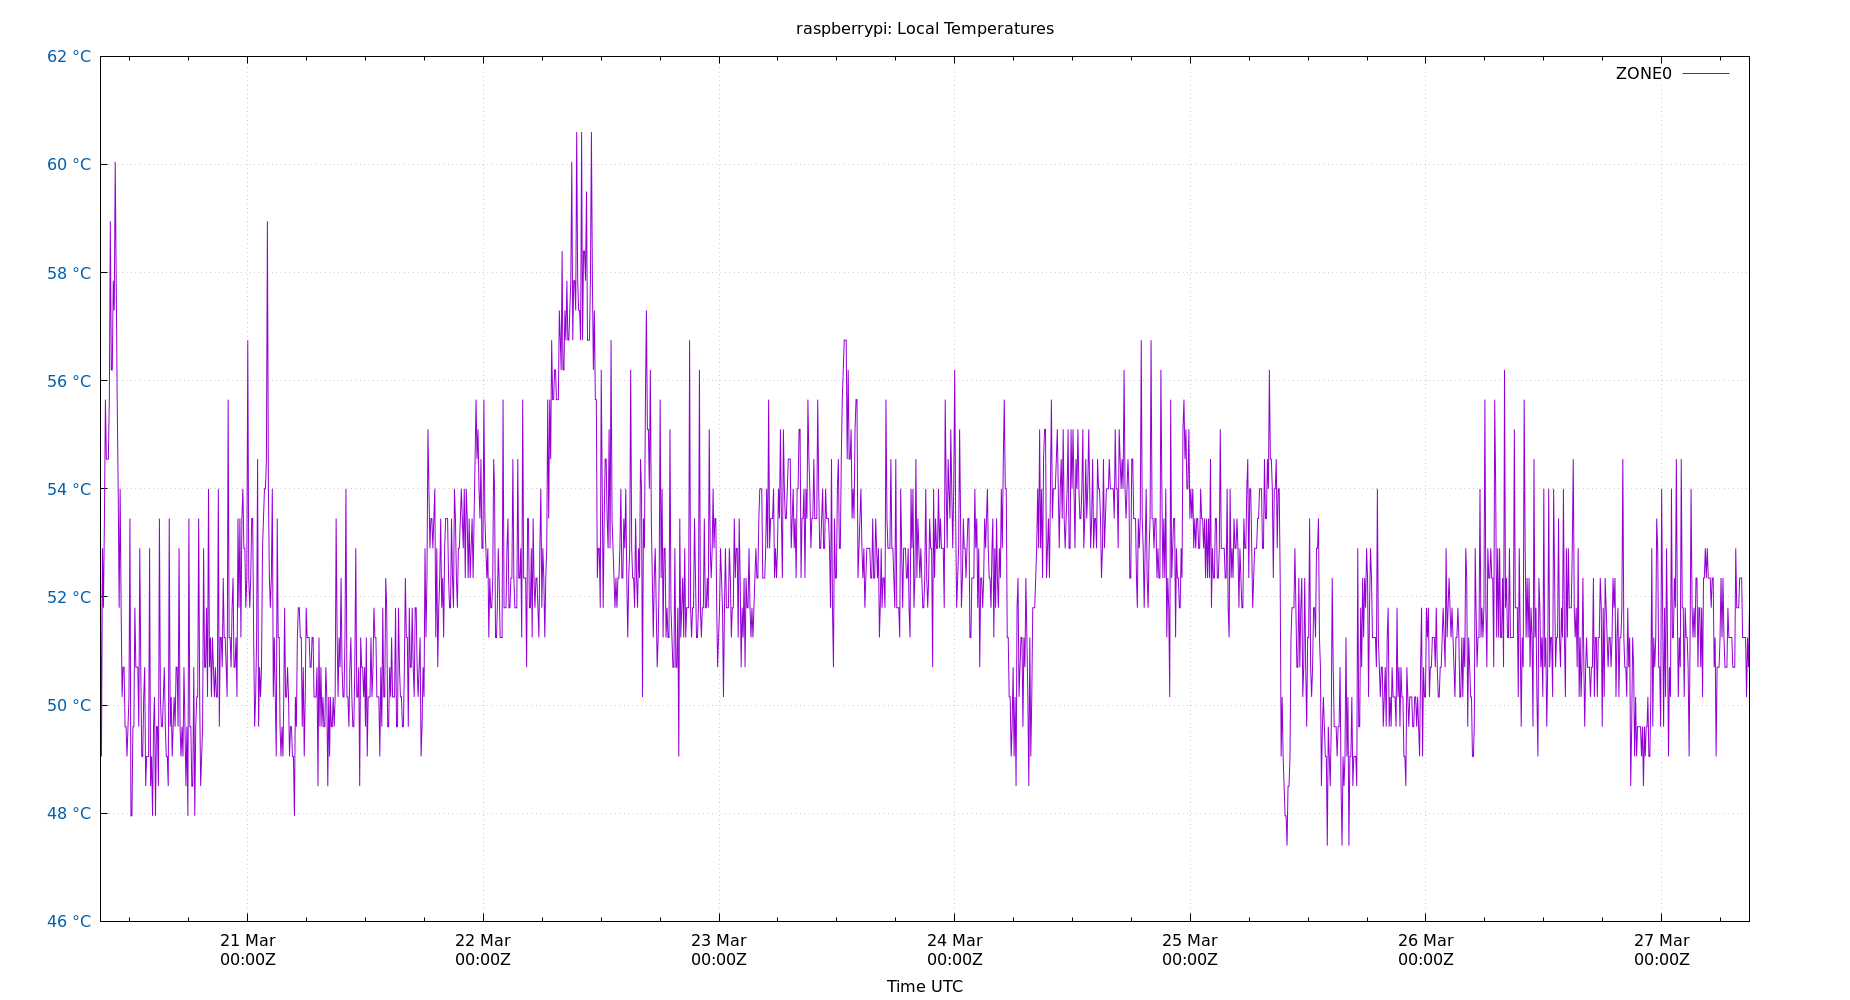 raspberrypi: Local Temperatures
62 °C
ZONE0
60 °C
58 °C
56 °C
54 °C
52 °C
50 °C
48 °C
46 °C
21 Mar 22 Mar 23 Mar 24 Mar 25 Mar 26 Mar 27 Mar
00:00Z 00:00Z 00:00Z 00:00Z 00:00Z 00:00Z 00:00Z
Time UTC